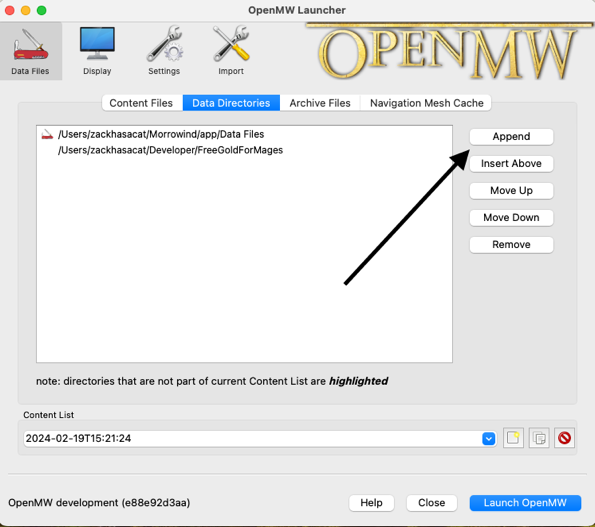 OpenMW Launcher
Data Files
Display
Settings
Import
OPENMW
Content Files
Data Directories
Archive Files
Navigation Mesh Cache
/Users/zackhasacat/Morrowind/app/Data Files
/Users/zackhasacat/Developer/FreeGoldForMages
Append
Insert Above
Move Up
Move Down
Remove
note: directories that are not part of current Content List are highlighted
Content List
2024-02-19T15:21:24
OpenMW development (e88e92d3aa)
Help
Close
Launch OpenMW